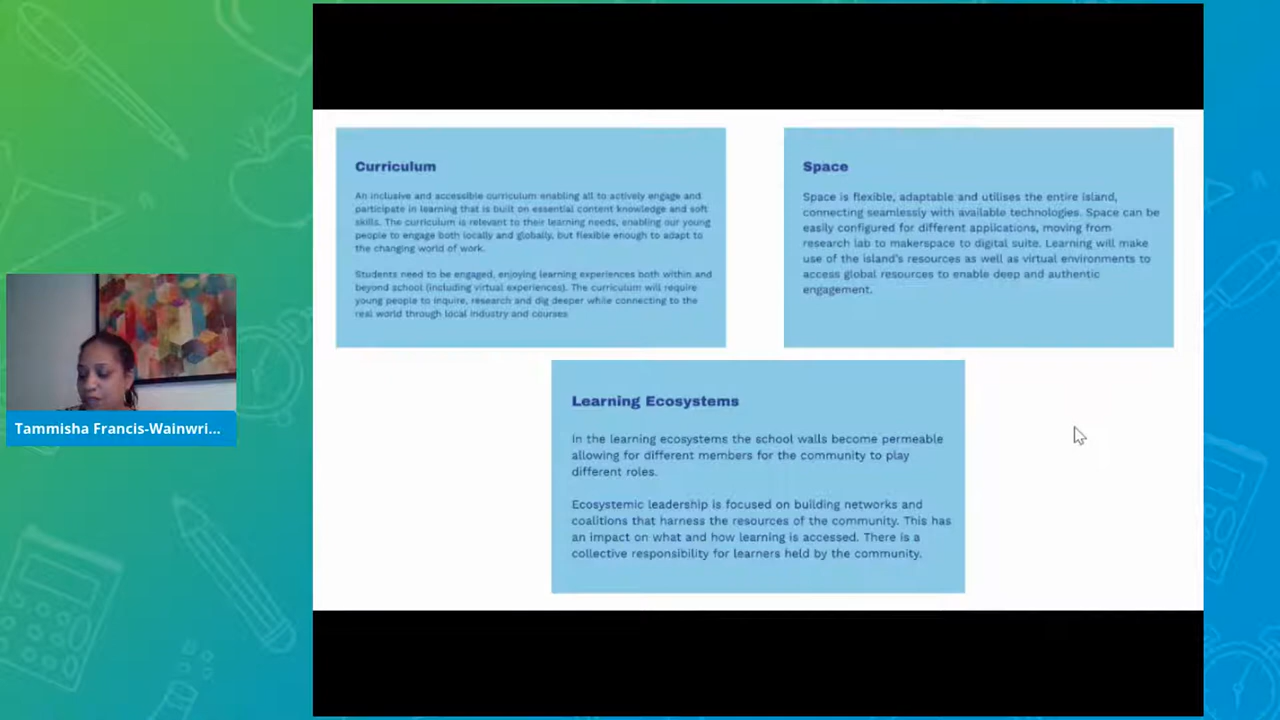 Curriculum
An inclusive and accessible curriculum enabling all to actively engage and
participate in learning that is built on essential content knowledge and soft
skills. The curriculum is relevant to their learning needs, enabling our young
people to engage both locally and globally, but flexible enough to adapt to
the changing world of work.
Students need to be engaged, enjoying learning experiences both within and
beyond school (including virtual experiences). The curriculum will require
young people to inquire, research and dig deeper while connecting to the
real world through local industry and courses
Space
Space is flexible, adaptable and utilises the entire island,
connecting seamlessly with available technologies. Space can be
easily configured for different applications, moving from
research lab to makerspace to digital suite. Learning will make
use of the island's resources as well as virtual environments to
access global resources to enable deep and authentic
engagement.
Learning Ecosystems
In the learning ecosystems the school walls become permeable
allowing for different members for the community to play
different roles.
Ecosystemic leadership is focused on building networks and
coalitions that harness the resources of the community. This has
an impact on what and how learning is accessed. There is a
collective responsibility for learners held by the community.
Tammisha Francis-Wainwri...